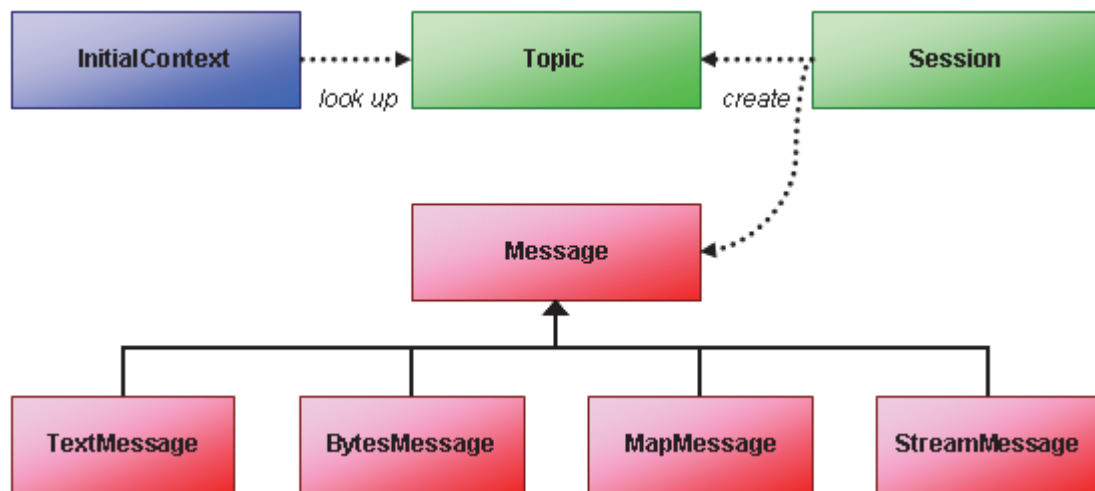 InitialContext
Topic
Session
look up
create
Message
TextMessage
BytesMessage
MapMessage
StreamMessage